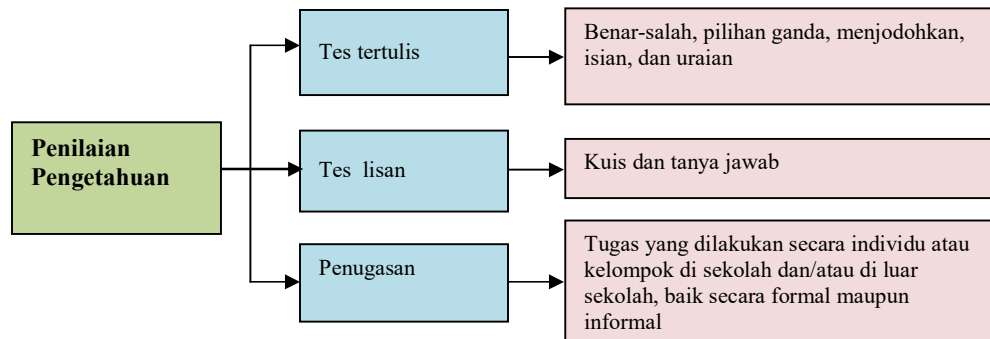 Penilaian
Pengetahuan
Tes tertulis
Benar-salah, pilihan ganda, menjodohkan,
isian, dan uraian
Tes lisan
Kuis dan tanya jawab
Penugasan
Tugas yang dilakukan secara individu atau
kelompok di sekolah dan/atau di luar
sekolah, baik secara formal maupun
informal